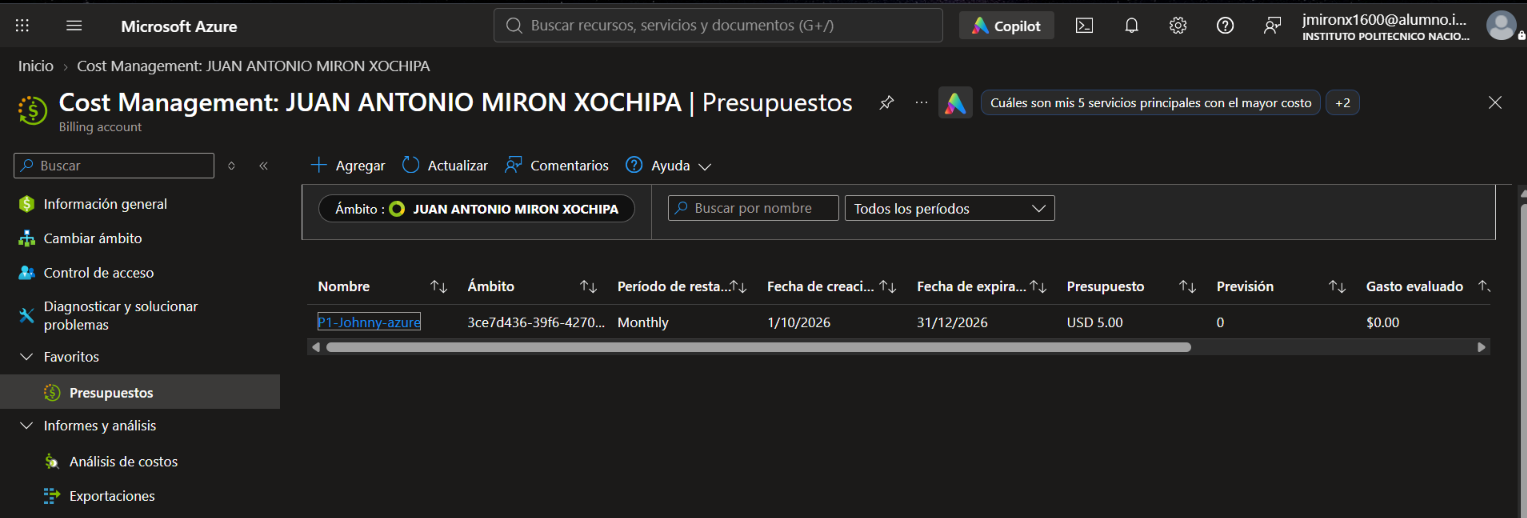 Microsoft Azure
Buscar recursos, servicios y documentos (G+/)
Copilot
jmironx1600@alumno.i...
INSTITUTO POLITECNICO NACIO...
Inicio > Cost Management: JUAN ANTONIO MIRON XOCHIPA
Cost Management: JUAN ANTONIO MIRON XOCHIPA | Presupuestos
Cuáles son mis 5 servicios principales con el mayor costo
+2
Billing account
Buscar
Agregar
Actualizar
Comentarios
Ayuda
Información general
Cambiar ámbito
Control de acceso
Diagnosticar y solucionar
problemas
Favoritos
Presupuestos
Informes y análisis
Análisis de costos
Exportaciones
Ámbito : JUAN ANTONIO MIRON XOCHIPA
Buscar por nombre
Todos los períodos
Nombre Ámbito Período de resta... Fecha de creaci... Fecha de expira... Presupuesto Previsión Gasto evaluado
P1-Johnny-azure 3ce7d436-39f6-4270... Monthly 1/10/2026 31/12/2026 USD 5.00 0 $0.00